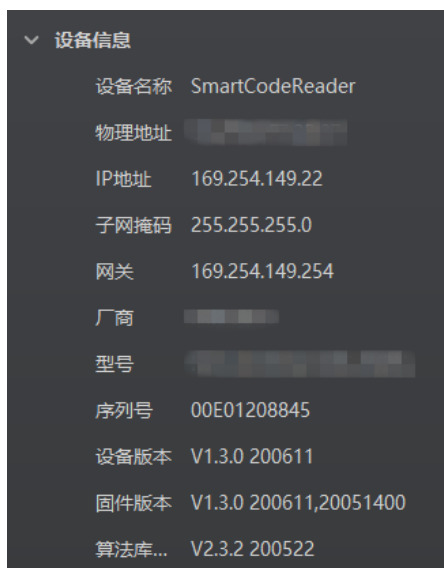 设备信息
设备名称 SmartCodeReader
物理地址
IP地址 169.254.149.22
子网掩码 255.255.255.0
网关 169.254.149.254
厂商
型号
序列号 00E01208845
设备版本 V1.3.0 200611
固件版本 V1.3.0 200611,20051400
算法库... V2.3.2 200522